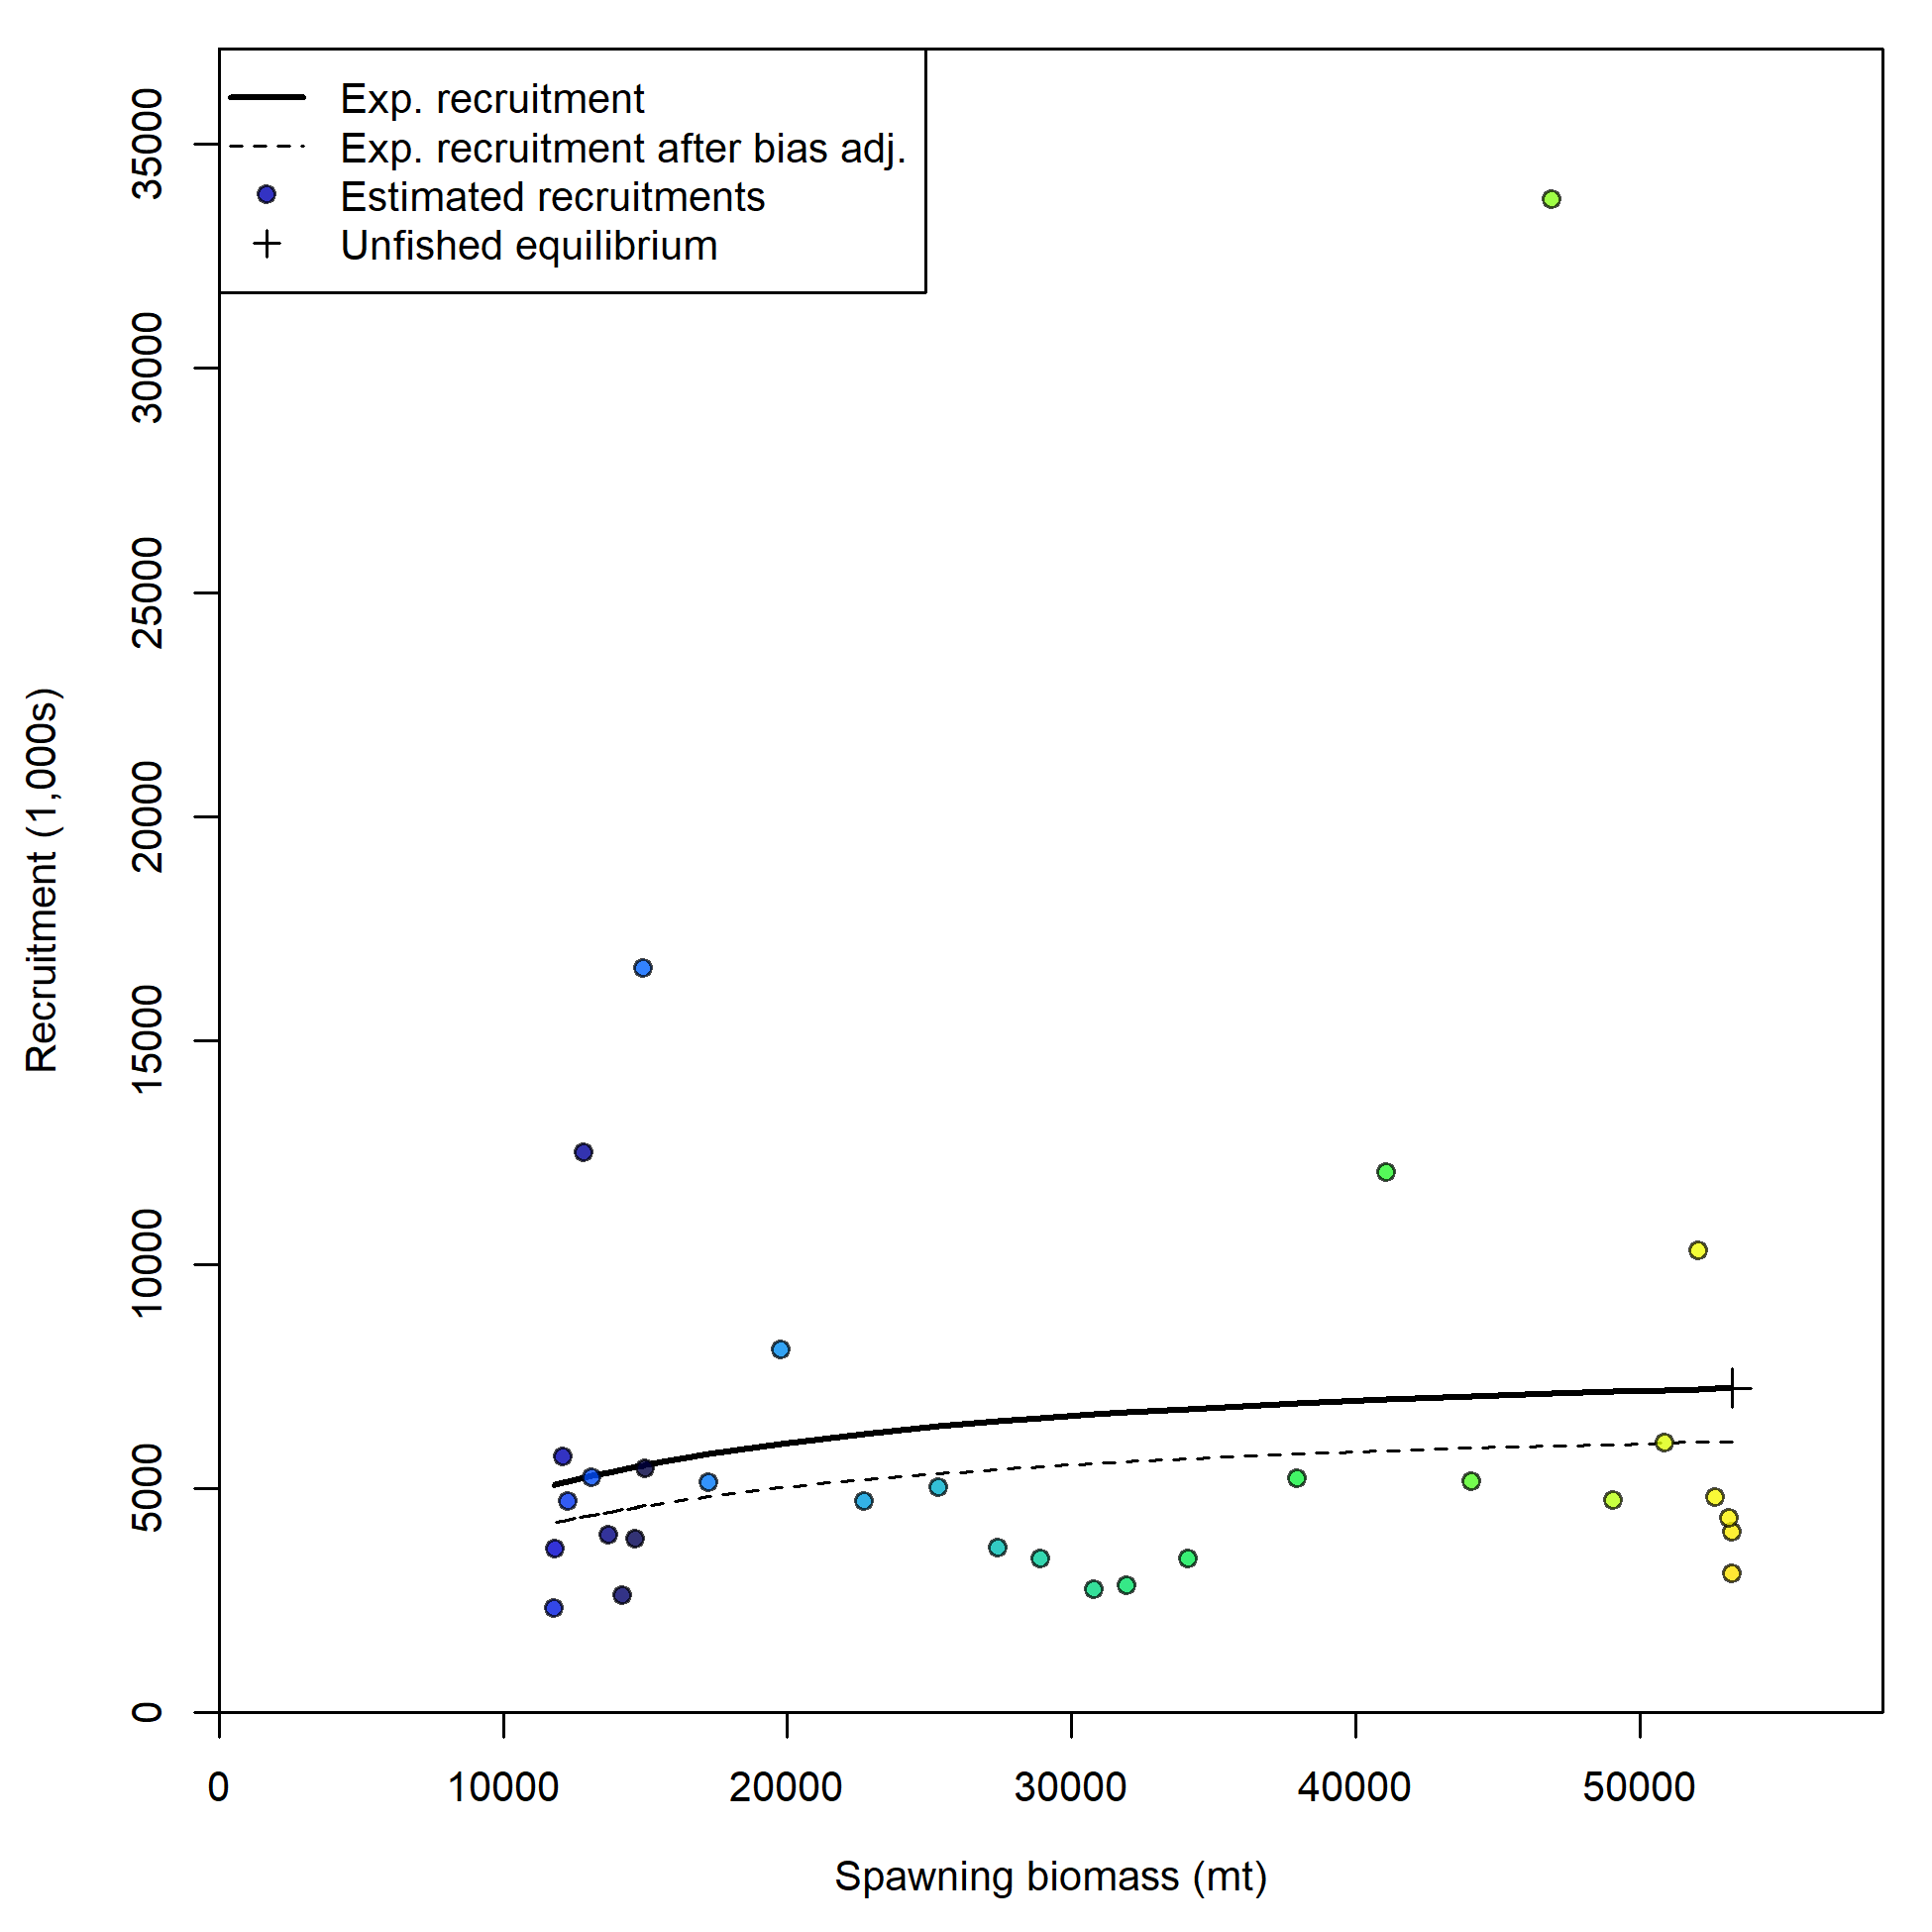 Exp. recruitment
Exp. recruitment after bias adj.
Estimated recruitments
Unfished equilibrium
35000
30000
25000
20000
15000
10000
5000
0
Recruitment (1,000s)
0 10000 20000 30000 40000 50000
Spawning biomass (mt)